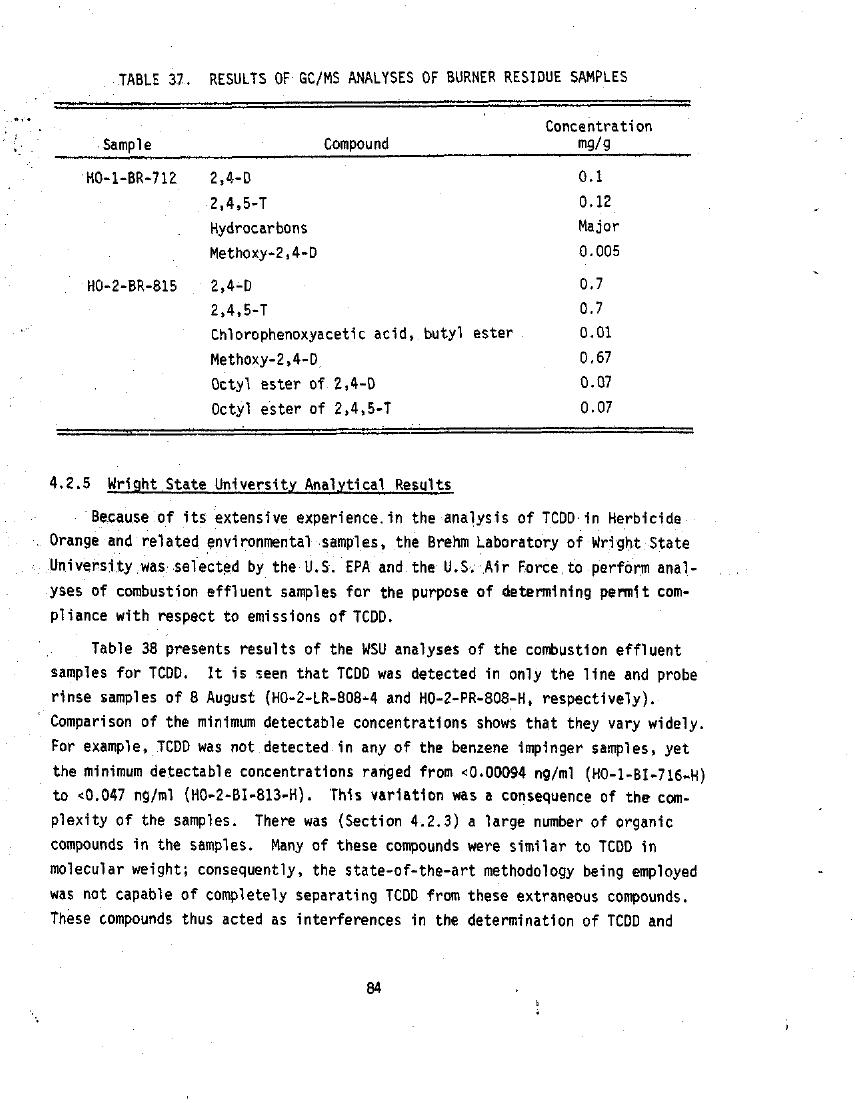 TABLE 37. RESULTS OF GC/MS ANALYSES OF BURNER RESIDUE SAMPLES
Concentration
Sample Compound mg/g
HO-1-BR-712 2,4-D 0.1
2,4,5-T 0.12
Hydrocarbons Major
Methoxy-2,4-D 0.005
HO-2-BR-815 2,4-D 0.7
2,4,5-T 0.7
Chlorophenoxyacetic acid, butyl ester 0.01
Methoxy-2,4-D 0.67
Octyl ester of 2,4-D 0.07
Octyl ester of 2,4,5-T 0.07
4.2.5 Wright State University Analytical Results
Because of its extensive experience in the analysis of TCDD in Herbicide
Orange and related environmental samples, the Brehm Laboratory of Wright State
University was selected by the U.S. EPA and the U.S. Air Force to perform anal-
yses of combustion effluent samples for the purpose of determining permit com-
pliance with respect to emissions of TCDD.
Table 38 presents results of the WSU analyses of the combustion effluent
samples for TCDD. It is seen that TCDD was detected in only the line and probe
rinse samples of 8 August (HO-2-LR-808-4 and HO-2-PR-808-H, respectively).
Comparison of the minimum detectable concentrations shows that they vary widely.
For example, TCDD was not detected in any of the benzene impinger samples, yet
the minimum detectable concentrations ranged from <0.00094 ng/ml (HO-1-BI-716-H)
to <0.047 ng/ml (HO-2-BI-813-H). This variation was a consequence of the com-
plexity of the samples. There was (Section 4.2.3) a large number of organic
compounds in the samples. Many of these compounds were similar to TCDD in
molecular weight; consequently, the state-of-the-art methodology being employed
was not capable of completely separating TCDD from these extraneous compounds.
These compounds thus acted as interferences in the determination of TCDD and
84